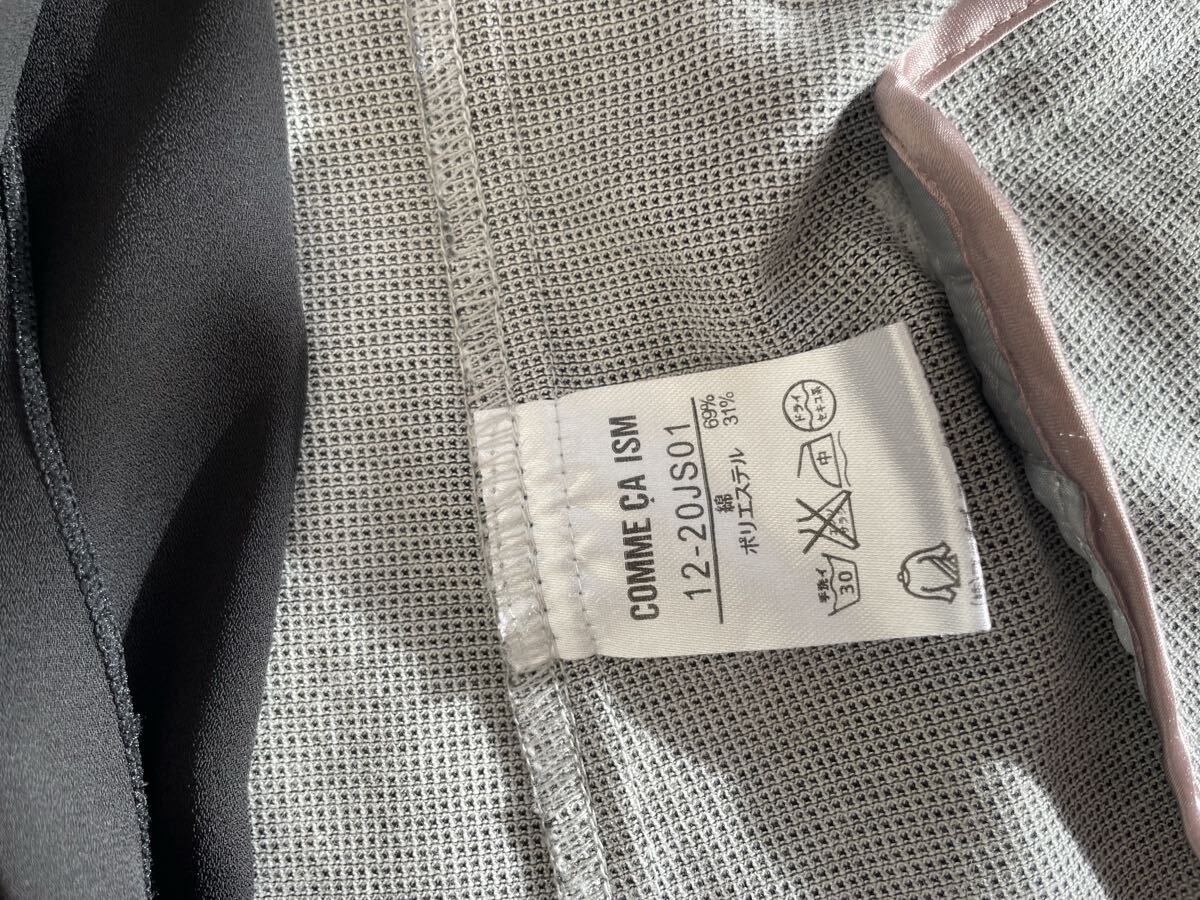 COMME ÇA ISM
12-20JS01
綿 69%
ポリエステル 31%
手洗イ 30
中
ドライ
セキユ系